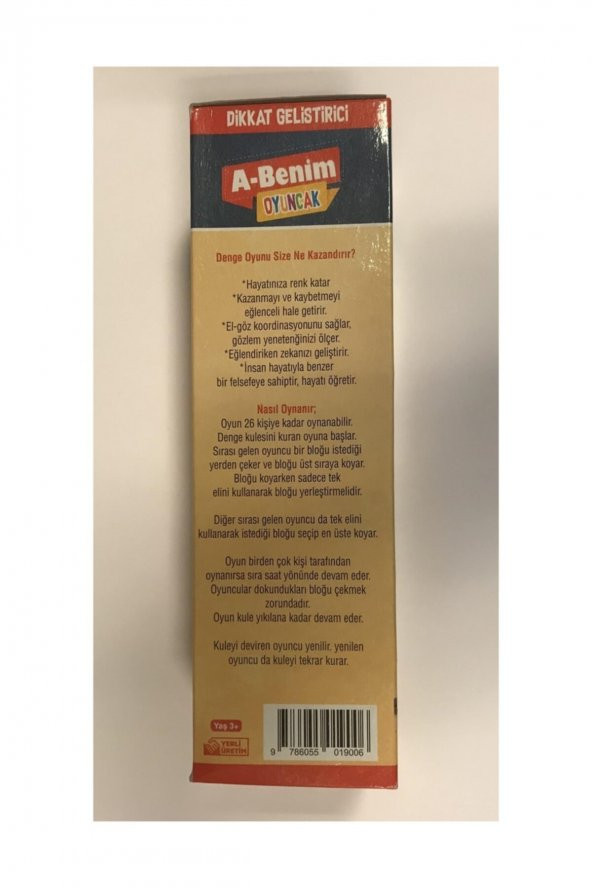 DİKKAT GELİSTİRİCİ
A-Benim
OYUNCAK
Denge Oyunu Size Ne Kazandırır?
*Hayatınıza renk katar
*Kazanmayı ve kaybetmeyi
eğlenceli hale getirir.
*El-göz koordinasyonunu sağlar,
gözlem yenetenğinizi ölçer.
*Eğlendiriken zekanızı geliştirir.
*İnsan hayatıyla benzer
bir felsefeye sahiptir, hayatı öğretir.
Nasıl Oynanır;
Oyun 26 kişiye kadar oynanabilir.
Denge kulesini kuran oyuna başlar.
Sırası gelen oyuncu bir bloğu istediği
yerden çeker ve bloğu üst sıraya koyar.
Bloğu koyarken sadece tek
elini kullanarak bloğu yerleştirmelidir.
Diğer sırası gelen oyuncu da tek elini
kullanarak istediği bloğu seçip en üste koyar.
Oyun birden çok kişi tarafından
oynanırsa sıra saat yönünde devam eder.
Oyuncular dokundukları bloğu çekmek
zorundadır.
Oyun kule yıkılana kadar devam eder.
Kuleyi deviren oyuncu yenilir, yenilen
oyuncu da kuleyi tekrar kurar.
Yaş 3+
YERLİ
ÜRETİM
9 786055 019006